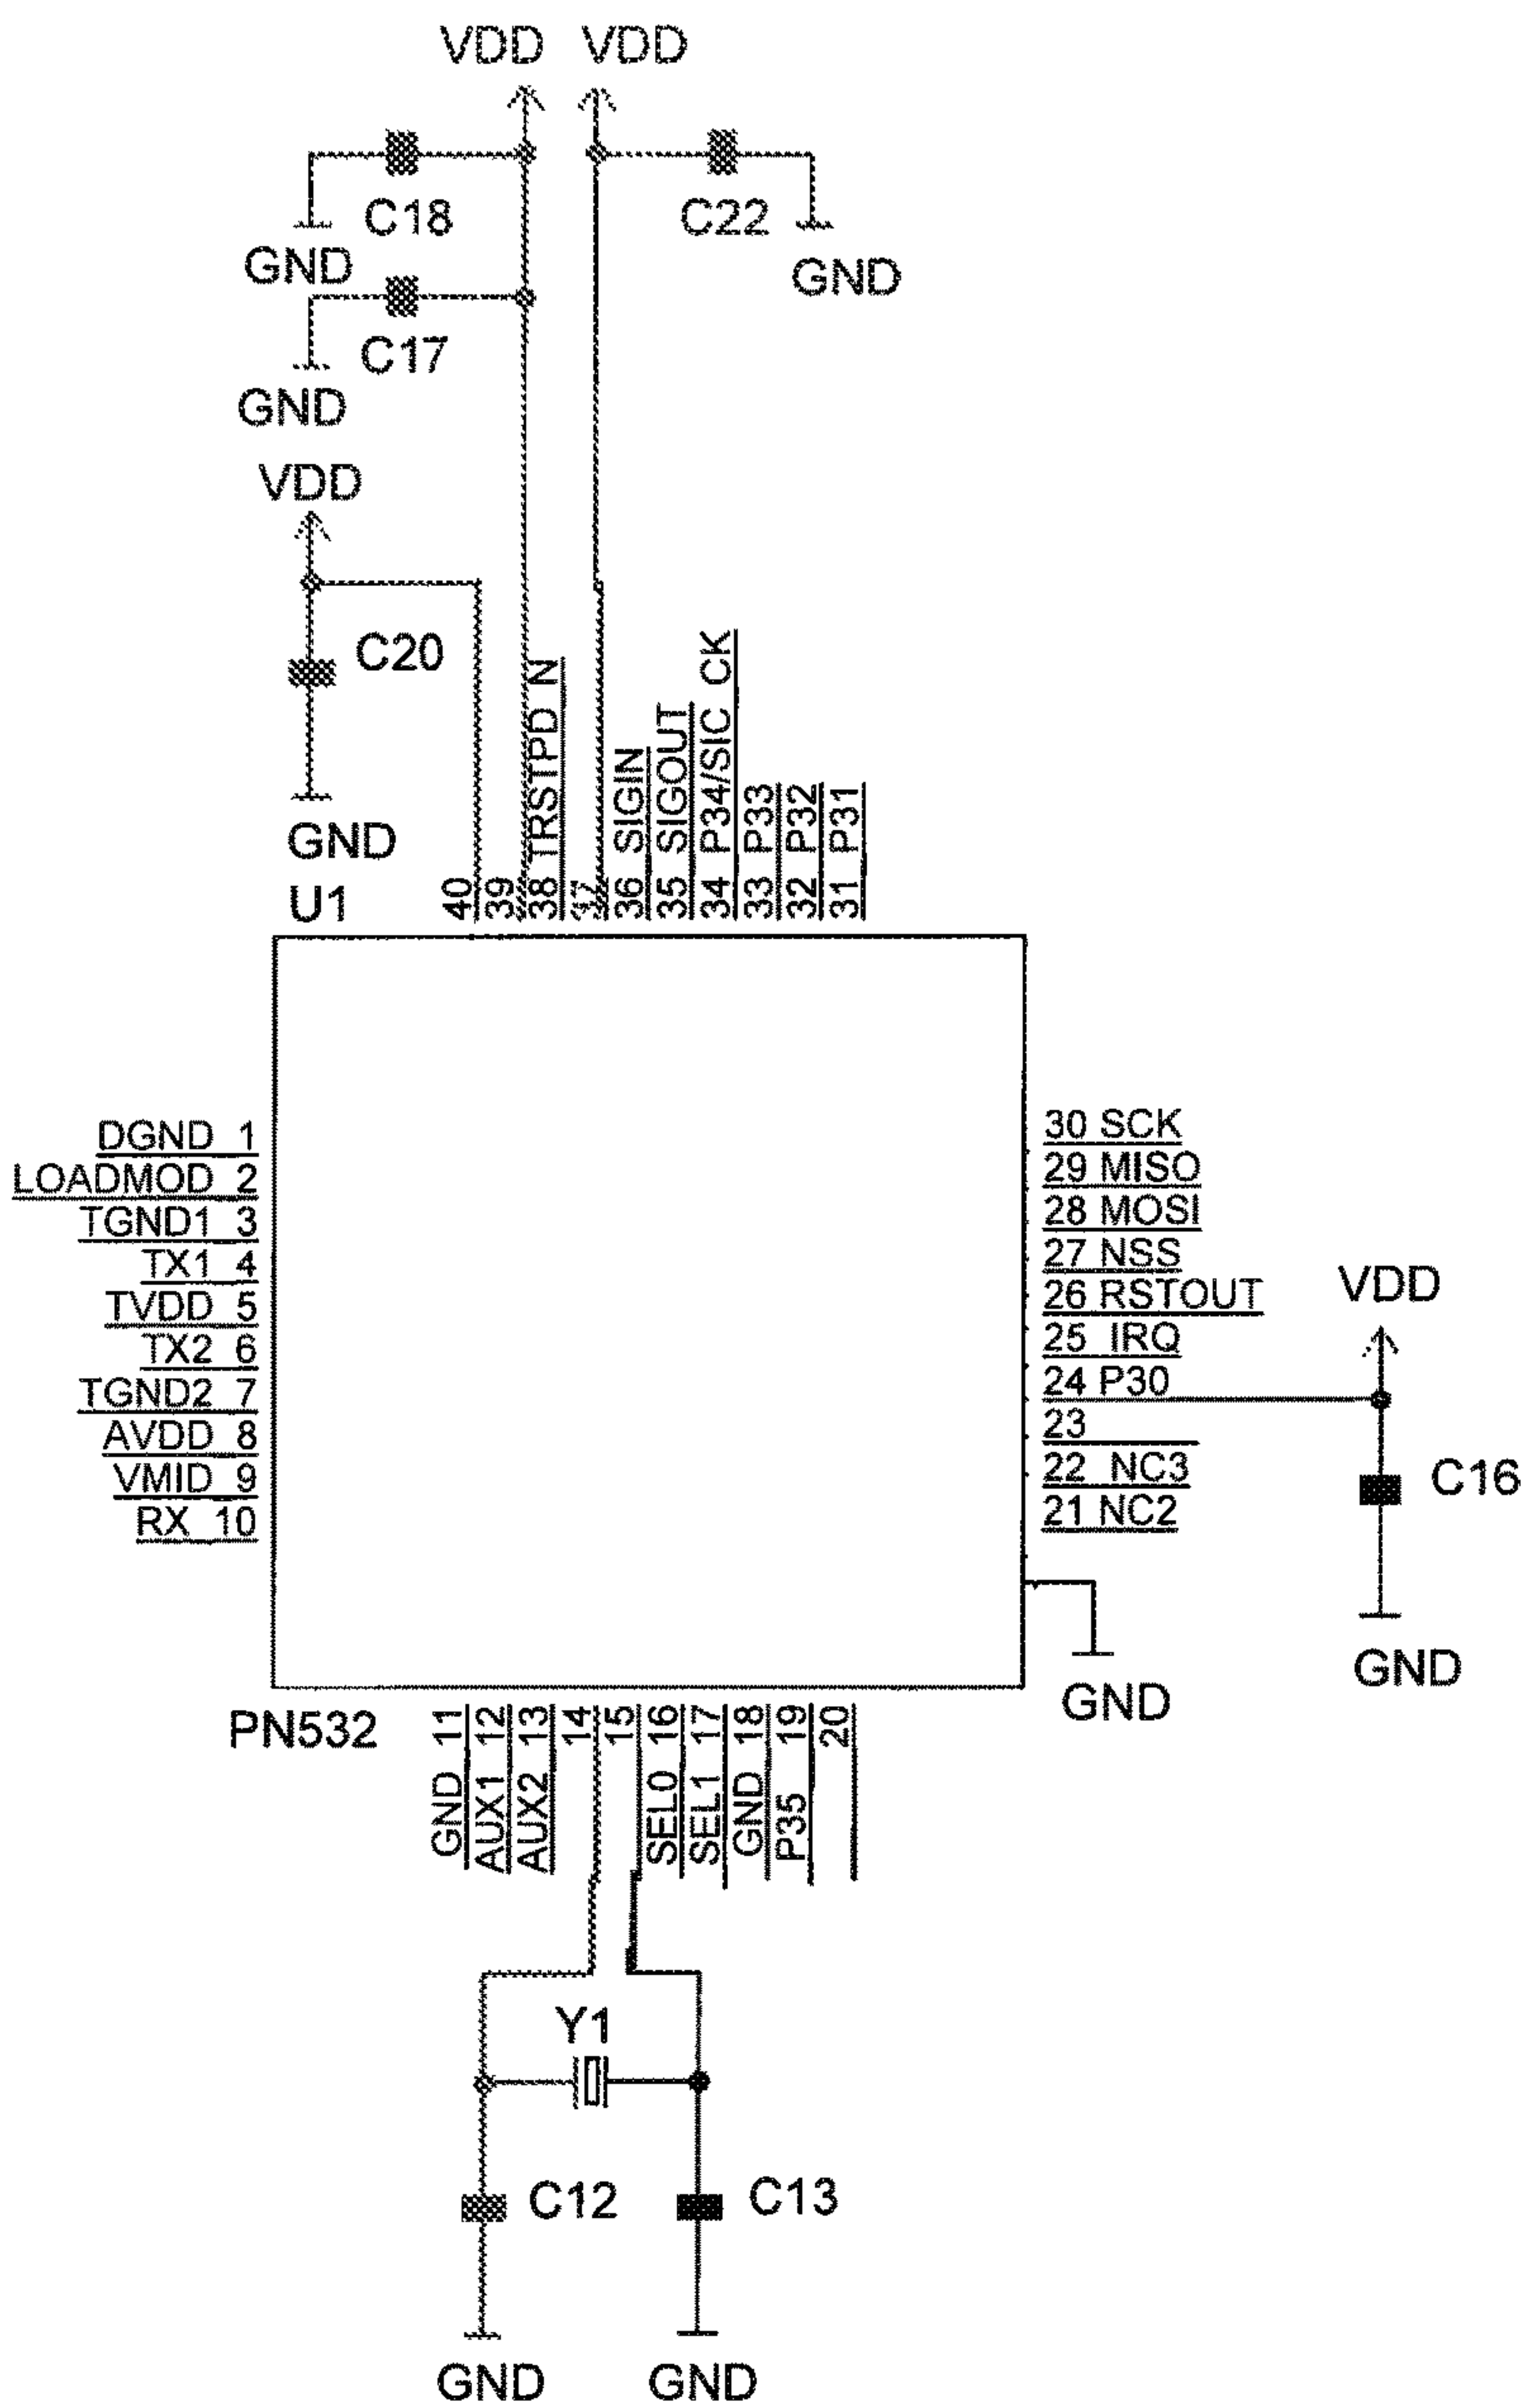 VDD VDD
C18 C22
GND GND
C17
GND
VDD
C20
GND
U1
40
39
38 TRSTPD N
36 SIGIN
35 SIGOUT
34 P34/SIC CK
33 P33
32 P32
31 P31
DGND 1
LOADMOD 2
TGND1 3
TX1 4
TVDD 5
TX2 6
TGND2 7
AVDD 8
VMID 9
RX 10
30 SCK
29 MISO
28 MOSI
27 NSS
26 RSTOUT
25 IRQ
24 P30
23
22 NC3
21 NC2
VDD
C16
GND
GND
PN532
GND 11
AUX1 12
AUX2 13
14
15
SEL0 16
SEL1 17
GND 18
P35 19
20
Y1
C12 C13
GND GND